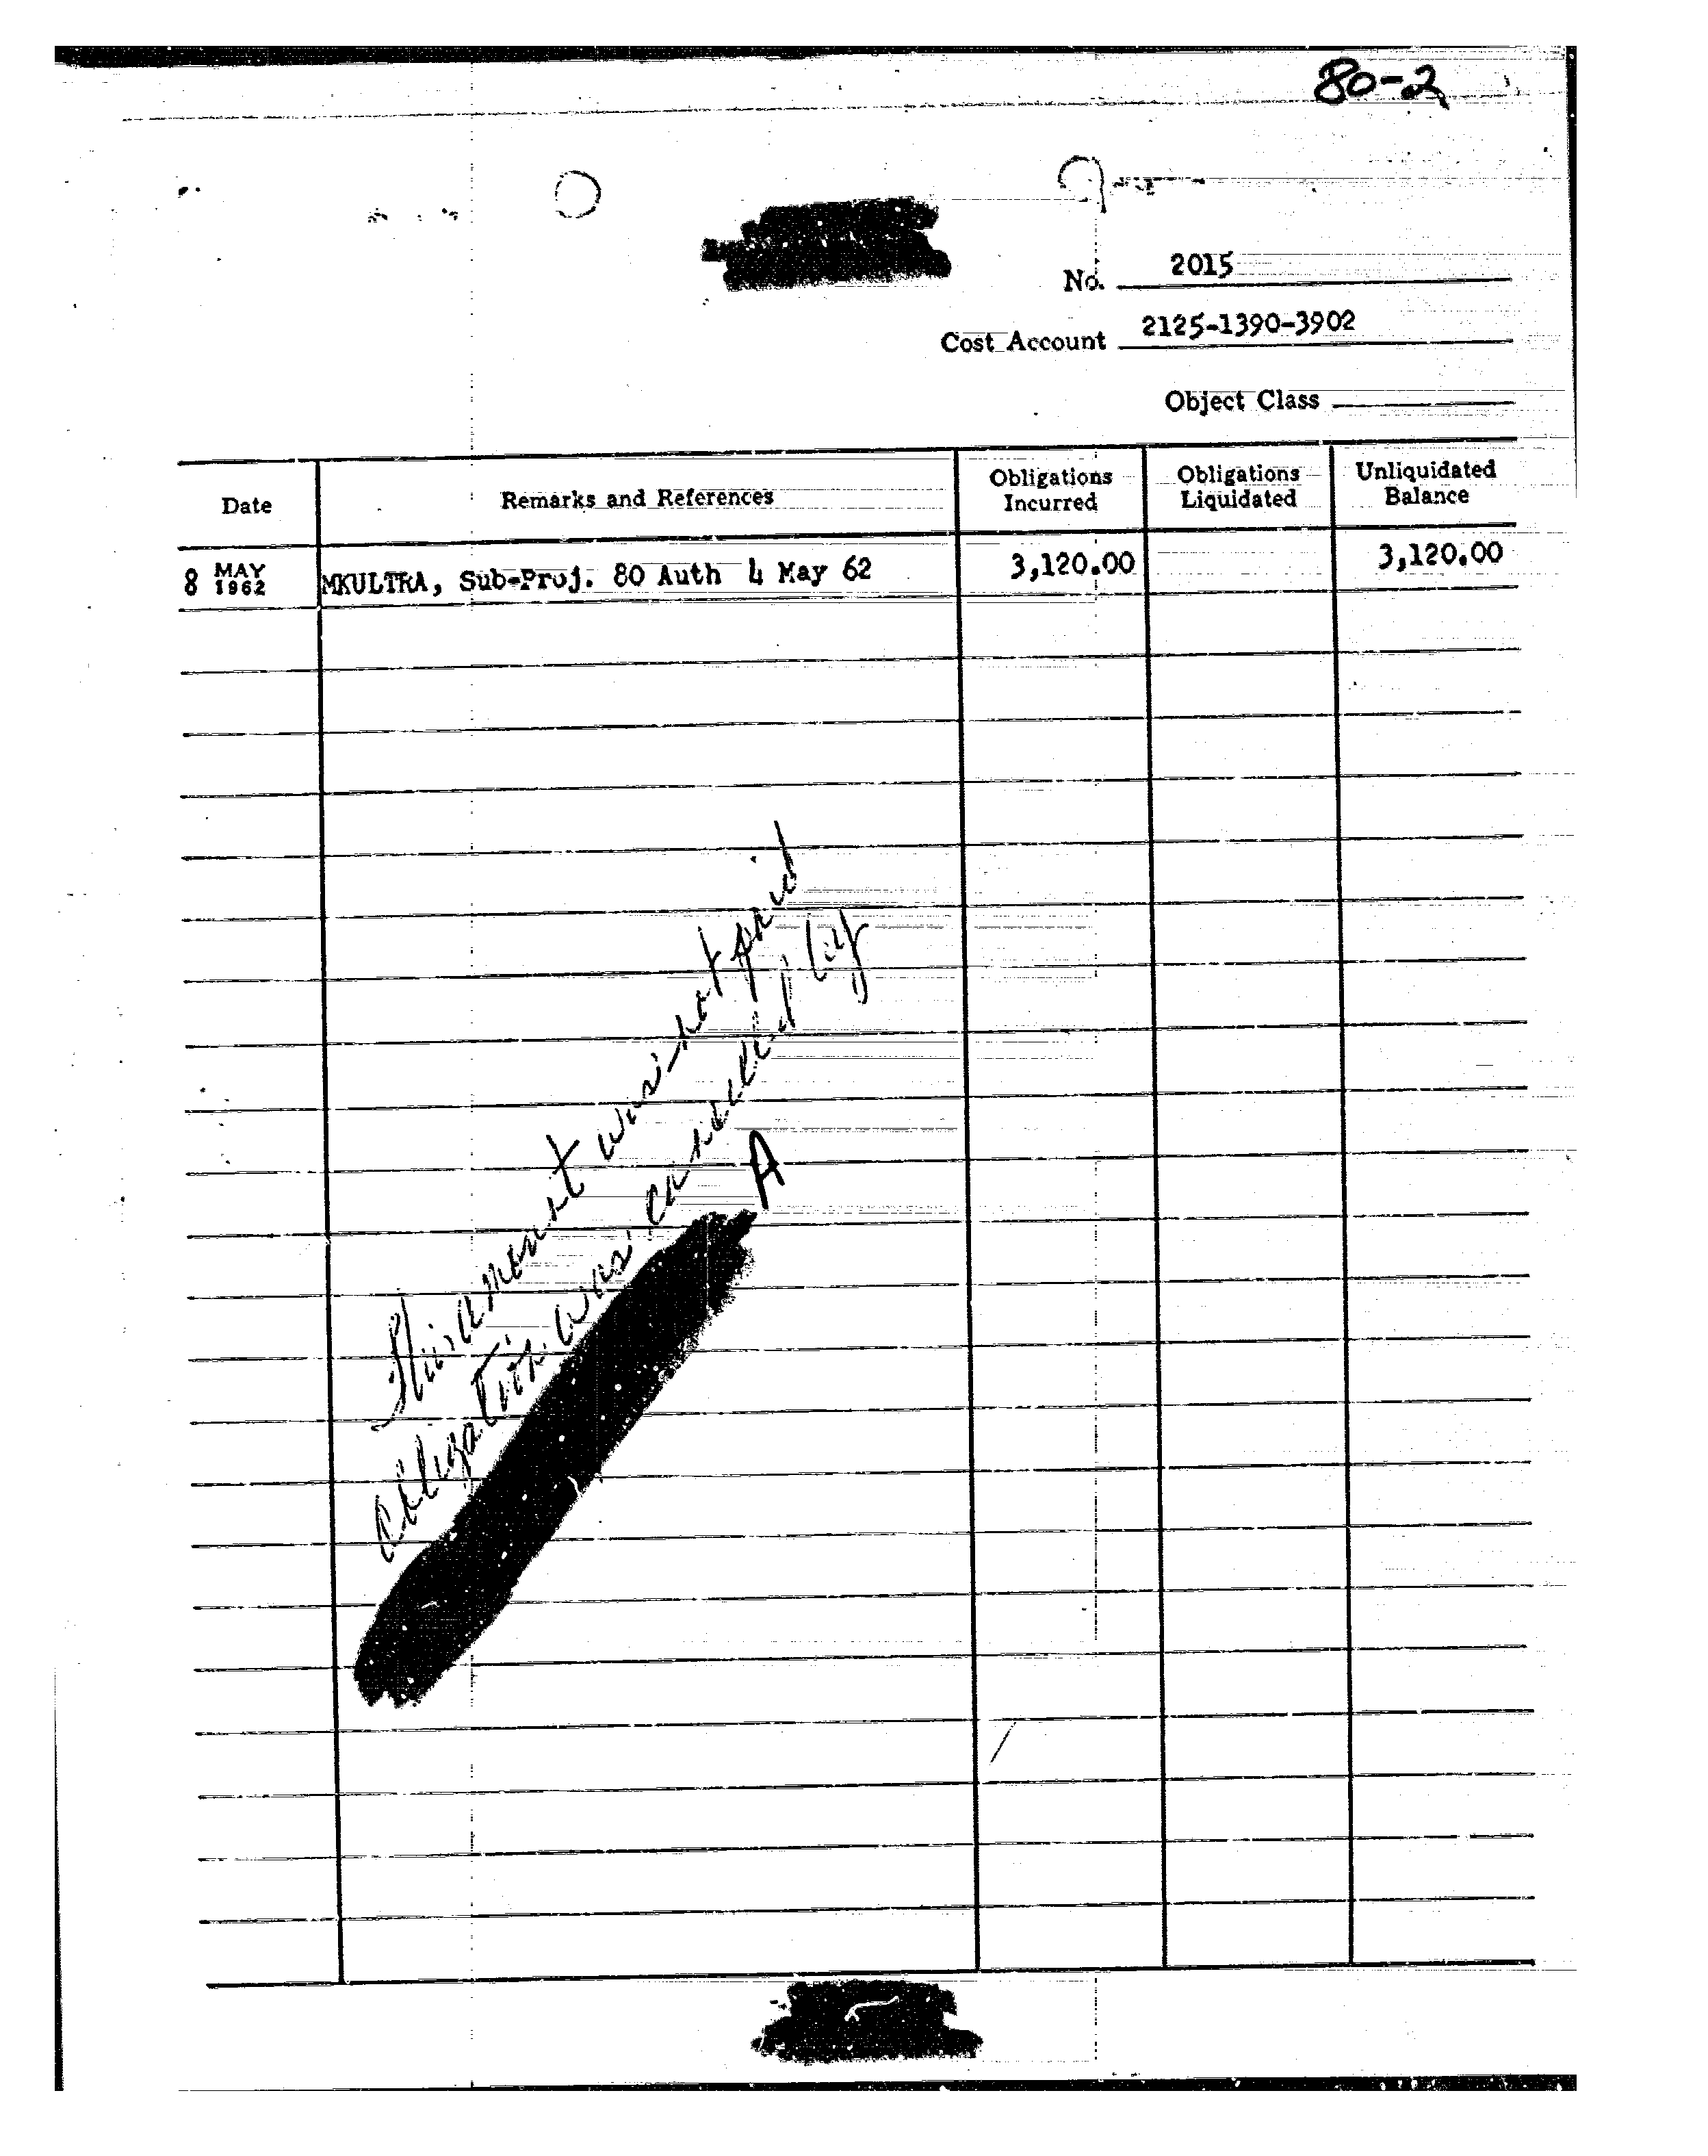 80-2
No. 2015
Cost Account 2125-1390-3902
Object Class
Date Remarks and References Obligations Incurred Obligations Liquidated Unliquidated Balance
8 MAY 1962 MKULTRA, Sub-Proj. 80 Auth 4 May 62 3,120.00 3,120.00
This amount was not paid
obligation was canceled by
A